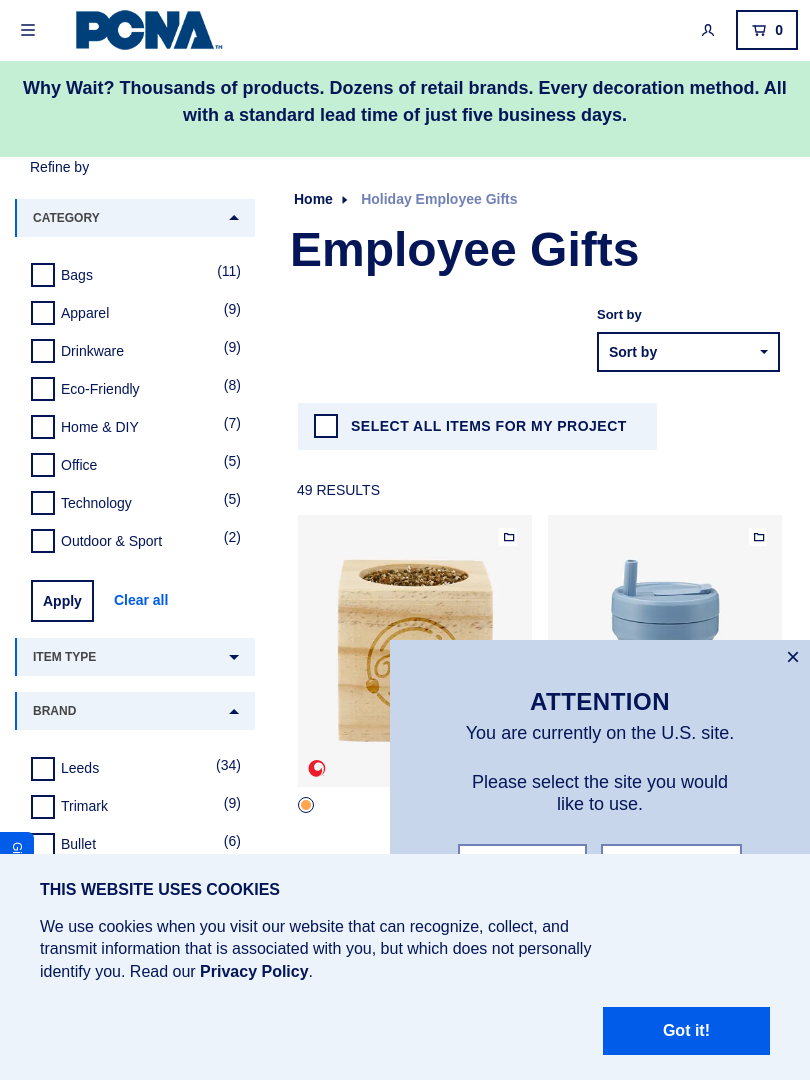 PCNA™
0
Why Wait? Thousands of products. Dozens of retail brands. Every decoration method. All
with a standard lead time of just five business days.
Refine by
CATEGORY
Bags (11)
Apparel (9)
Drinkware (9)
Eco-Friendly (8)
Home & DIY (7)
Office (5)
Technology (5)
Outdoor & Sport (2)
Apply Clear all
ITEM TYPE
BRAND
Leeds (34)
Trimark (9)
Bullet (6)
Home Holiday Employee Gifts
Employee Gifts
Sort by
Sort by
SELECT ALL ITEMS FOR MY PROJECT
49 RESULTS
ATTENTION
You are currently on the U.S. site.
Please select the site you would
like to use.
THIS WEBSITE USES COOKIES
We use cookies when you visit our website that can recognize, collect, and
transmit information that is associated with you, but which does not personally
identify you. Read our Privacy Policy.
Got it!